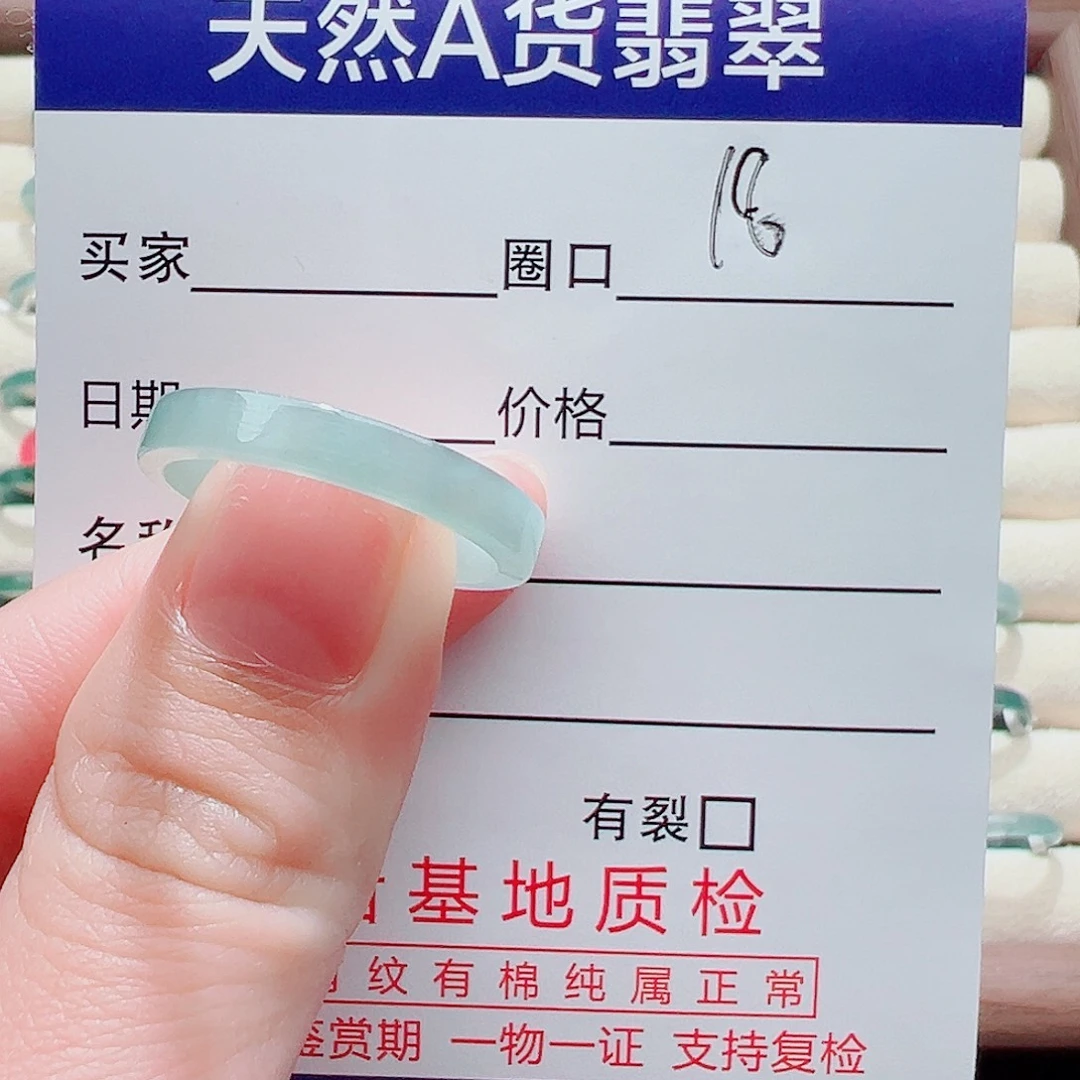 天然A货翡翠
18
买家 圈口
日期 价格
名称
有裂
基地质检
纹有棉纯属正常
鉴赏期 一物一证 支持复检